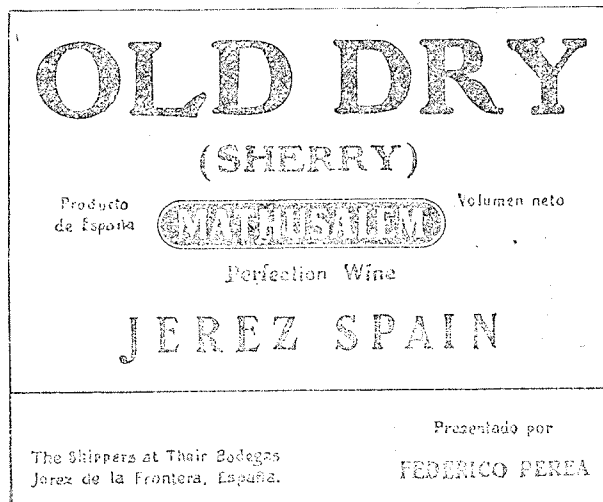 OLD DRY
(SHERRY)
Producto
de España
MATHUSALEM
Volumen neto
Perfection Wine
JEREZ SPAIN
The Shippers at Their Bodegas
Jerez de la Frontera, España.
Presentado por
FEDERICO PEREA